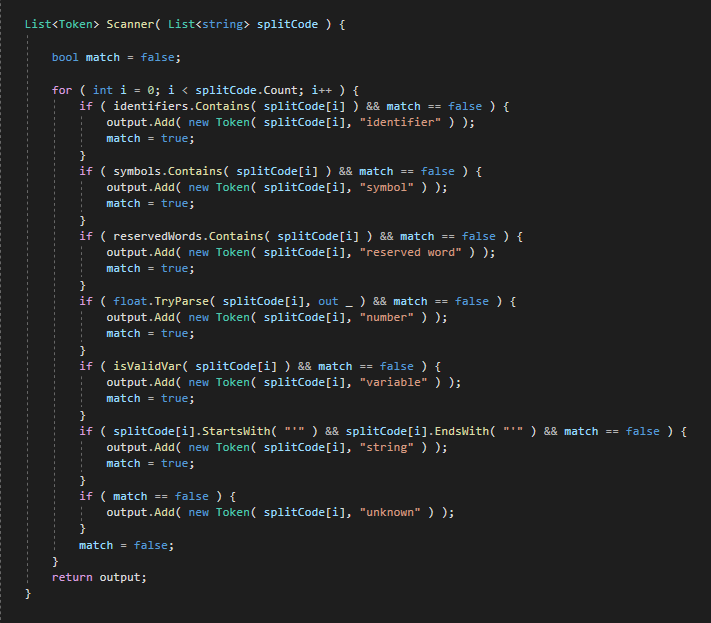 List<Token> Scanner( List<string> splitCode ) {
bool match = false;
for ( int i = 0; i < splitCode.Count; i++ ) {
if ( identifiers.Contains( splitCode[i] ) && match == false ) {
output.Add( new Token( splitCode[i], "identifier" ) );
match = true;
}
if ( symbols.Contains( splitCode[i] ) && match == false ) {
output.Add( new Token( splitCode[i], "symbol" ) );
match = true;
}
if ( reservedWords.Contains( splitCode[i] ) && match == false ) {
output.Add( new Token( splitCode[i], "reserved word" ) );
match = true;
}
if ( float.TryParse( splitCode[i], out _ ) && match == false ) {
output.Add( new Token( splitCode[i], "number" ) );
match = true;
}
if ( isValidVar( splitCode[i] ) && match == false ) {
output.Add( new Token( splitCode[i], "variable" ) );
match = true;
}
if ( splitCode[i].StartsWith( "'" ) && splitCode[i].EndsWith( "'" ) && match == false ) {
output.Add( new Token( splitCode[i], "string" ) );
match = true;
}
if ( match == false ) {
output.Add( new Token( splitCode[i], "unknown" ) );
}
match = false;
}
return output;
}